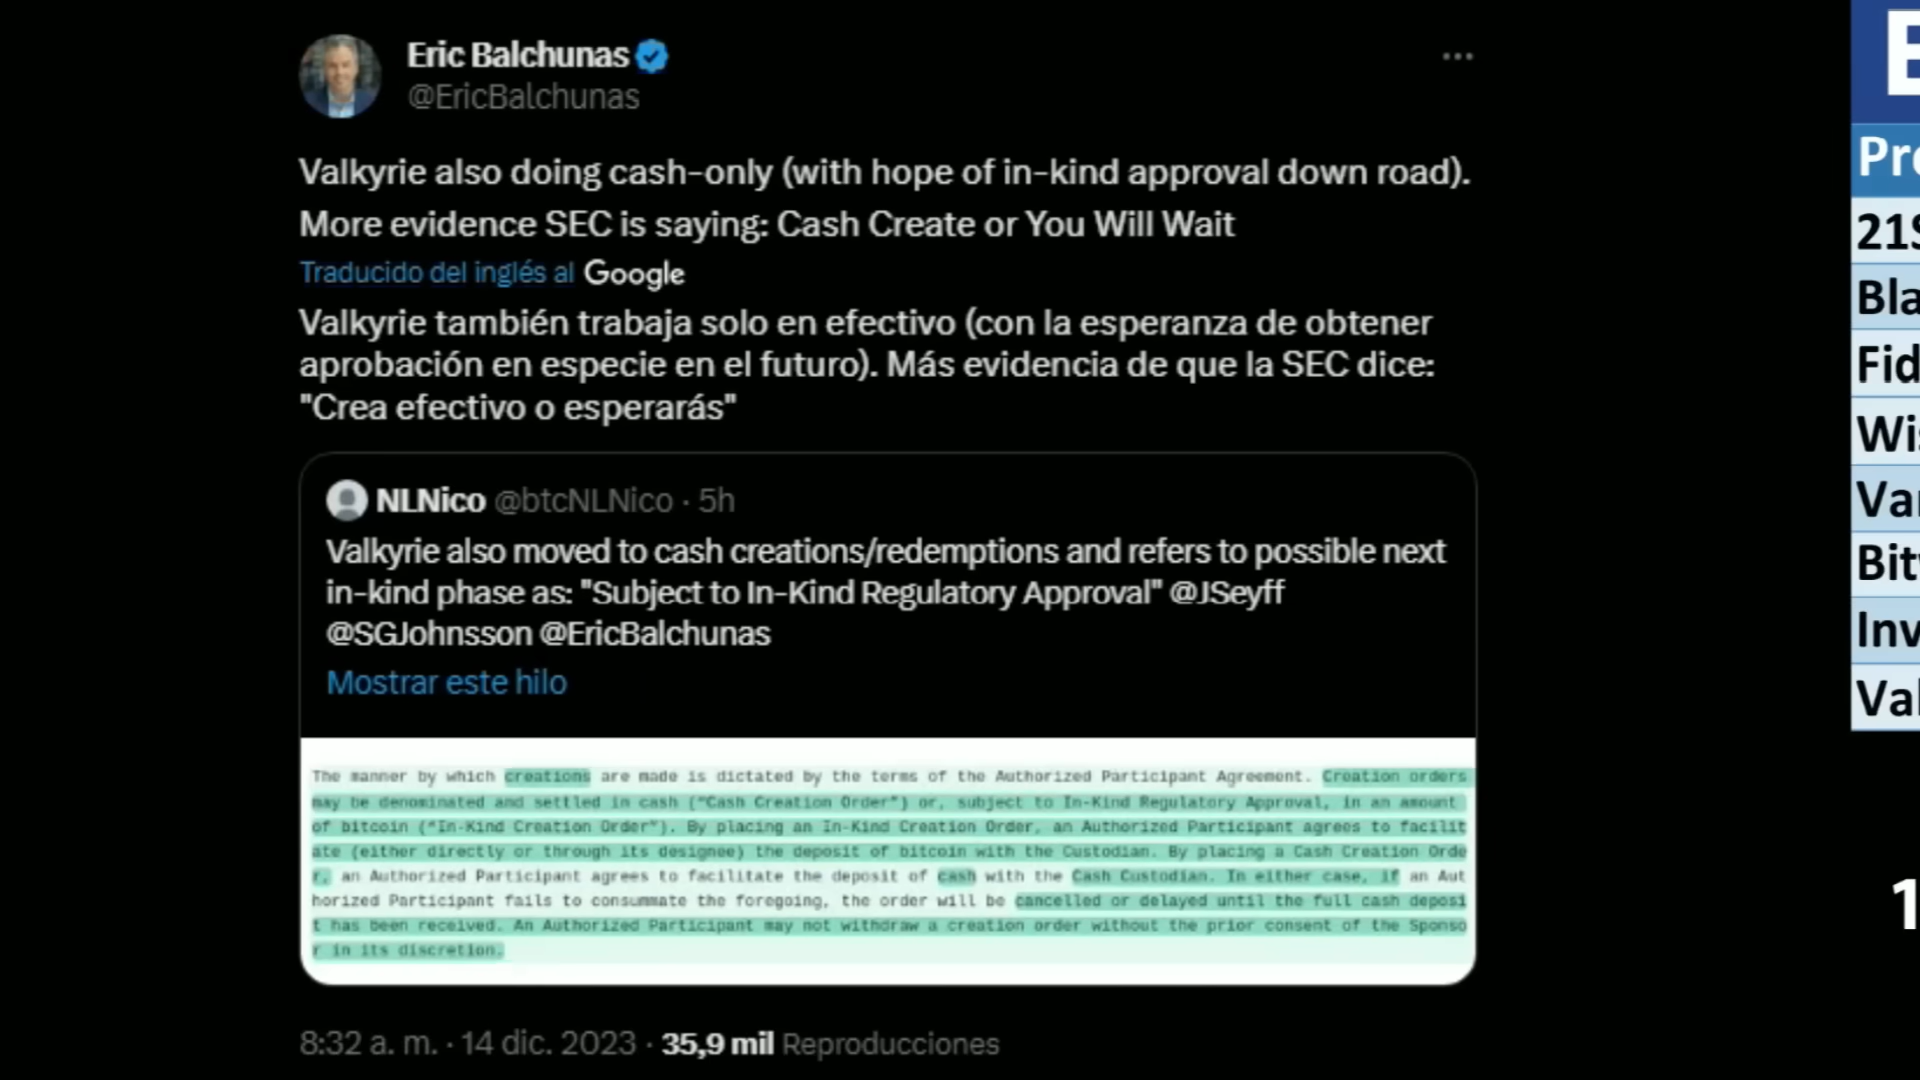 Eric Balchunas
@EricBalchunas
Valkyrie also doing cash-only (with hope of in-kind approval down road).
More evidence SEC is saying: Cash Create or You Will Wait
Traducido del inglés al Google
Valkyrie también trabaja solo en efectivo (con la esperanza de obtener
aprobación en especie en el futuro). Más evidencia de que la SEC dice:
"Crea efectivo o esperarás"
NLNico @btcNLNico · 5h
Valkyrie also moved to cash creations/redemptions and refers to possible next
in-kind phase as: "Subject to In-Kind Regulatory Approval" @JSeyff
@SGJohnsson @EricBalchunas
Mostrar este hilo
The manner by which creations are made is dictated by the terms of the Authorized Participant Agreement. Creation orders
may be denominated and settled in cash ("Cash Creation Order") or, subject to In-Kind Regulatory Approval, in an amount
of bitcoin ("In-Kind Creation Order"). By placing an In-Kind Creation Order, an Authorized Participant agrees to facilit
ate (either directly or through its designee) the deposit of bitcoin with the Custodian. By placing a Cash Creation Orde
r, an Authorized Participant agrees to facilitate the deposit of cash with the Cash Custodian. In either case, if an Aut
horized Participant fails to consummate the foregoing, the order will be cancelled or delayed until the full cash deposi
t has been received. An Authorized Participant may not withdraw a creation order without the prior consent of the Sponso
r in its discretion.
8:32 a. m. · 14 dic. 2023 · 35,9 mil Reproducciones
E
Pro
21S
Bla
Fid
Wis
Van
Bitw
Inv
Val
1